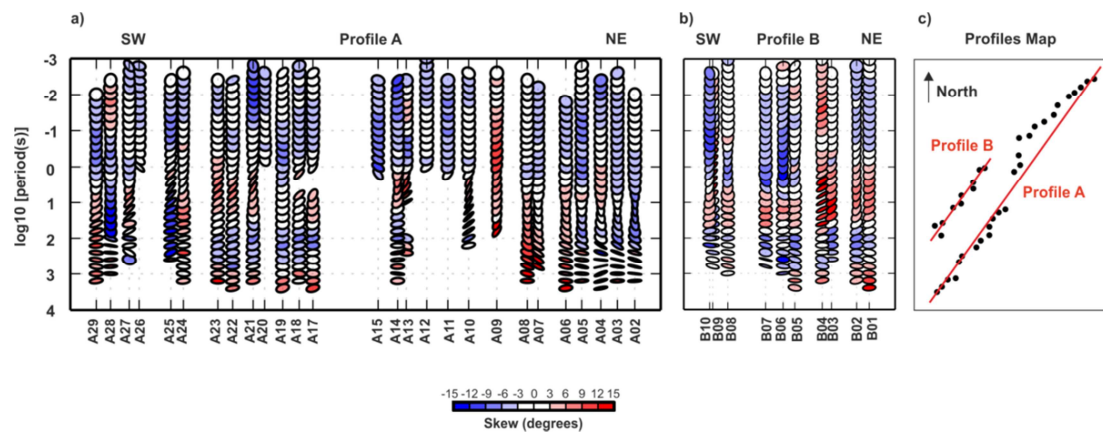 a)
SW
Profile A
NE
b)
SW
Profile B
NE
c)
Profiles Map
-3
-2
-1
0
1
2
3
4
log10 [period(s)]
A29
A28
A27
A26
A25
A24
A23
A22
A21
A20
A19
A18
A17
A15
A14
A13
A12
A11
A10
A09
A08
A07
A06
A05
A04
A03
A02
B10
B09
B08
B07
B06
B05
B04
B03
B02
B01
North
Profile B
Profile A
-15 -12 -9 -6 -3 0 3 6 9 12 15
Skew (degrees)